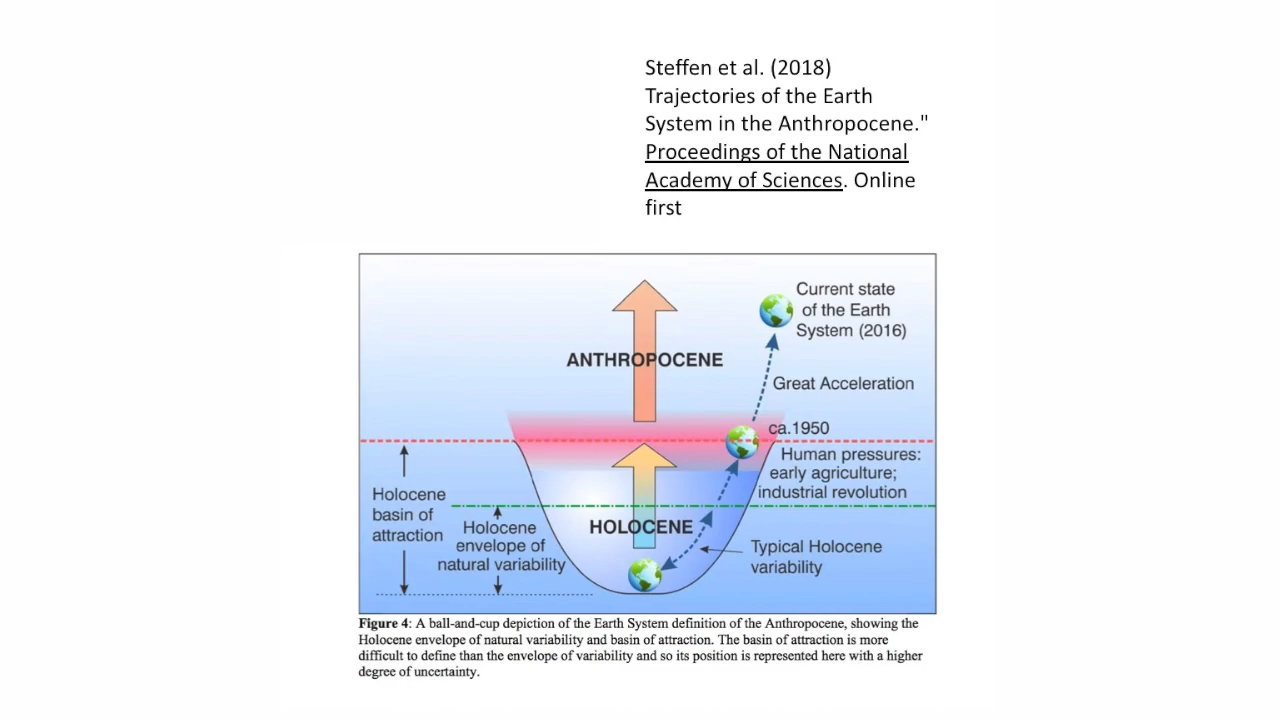 Steffen et al. (2018)
Trajectories of the Earth
System in the Anthropocene."
Proceedings of the National
Academy of Sciences. Online
first
Current state
of the Earth
System (2016)
ANTHROPOCENE
Great Acceleration
ca.1950
Human pressures:
early agriculture;
industrial revolution
Holocene
basin of
attraction
Holocene
envelope of
natural variability
HOLOCENE
Typical Holocene
variability
Figure 4: A ball-and-cup depiction of the Earth System definition of the Anthropocene, showing the
Holocene envelope of natural variability and basin of attraction. The basin of attraction is more
difficult to define than the envelope of variability and so its position is represented here with a higher
degree of uncertainty.